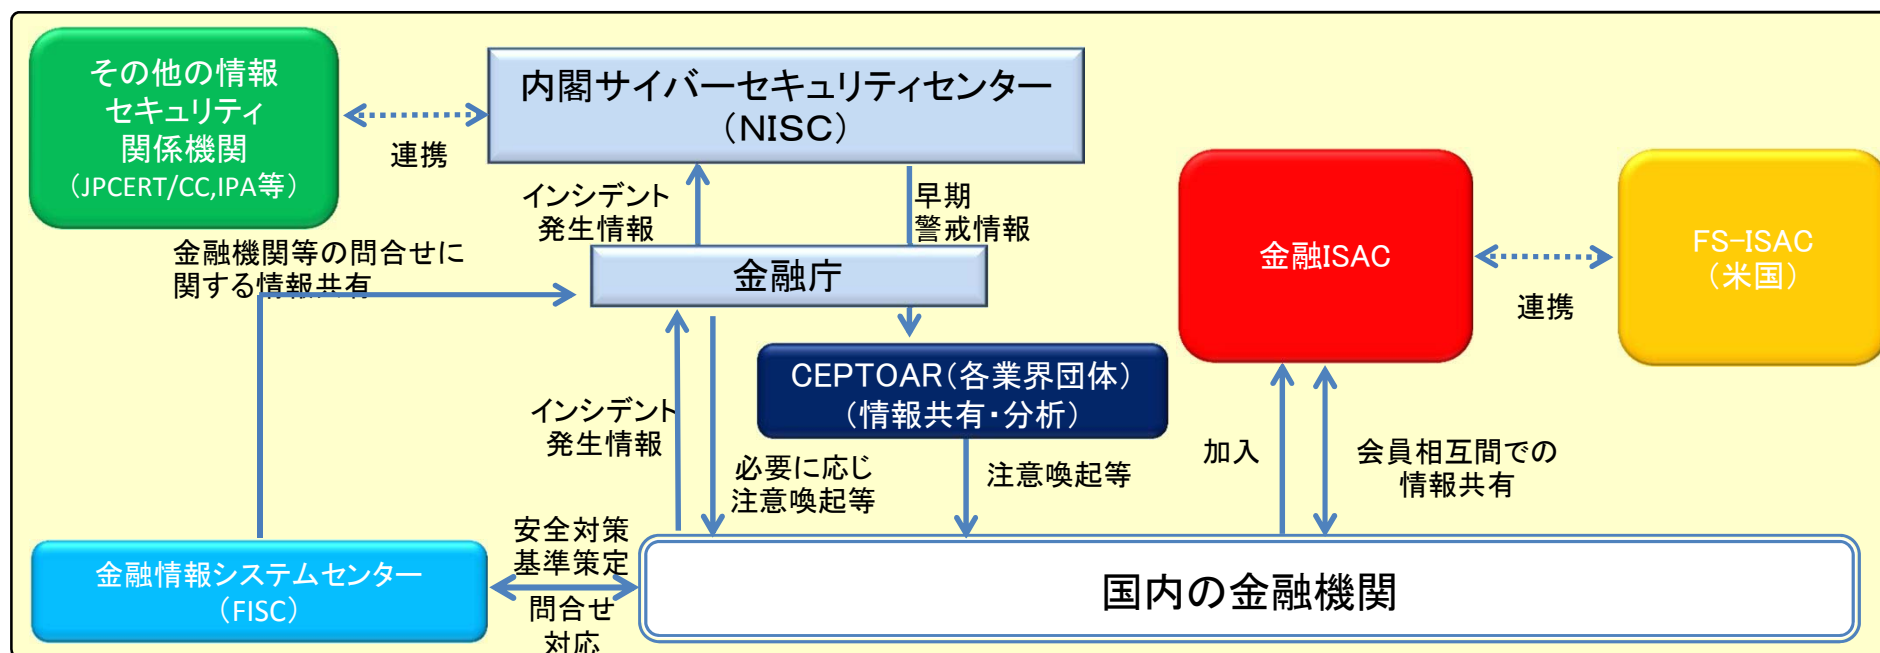 その他の情報
セキュリティ
関係機関
（JPCERT/CC,IPA等）
連携
内閣サイバーセキュリティセンター
（NISC）
インシデント
発生情報
早期
警戒情報
金融機関等の問合せに
関する情報共有
金融庁
金融ISAC
連携
FS-ISAC
（米国）
CEPTOAR（各業界団体）
（情報共有・分析）
インシデント
発生情報
必要に応じ
注意喚起等
注意喚起等
加入
会員相互間での
情報共有
安全対策
基準策定
問合せ
対応
金融情報システムセンター
（FISC）
国内の金融機関